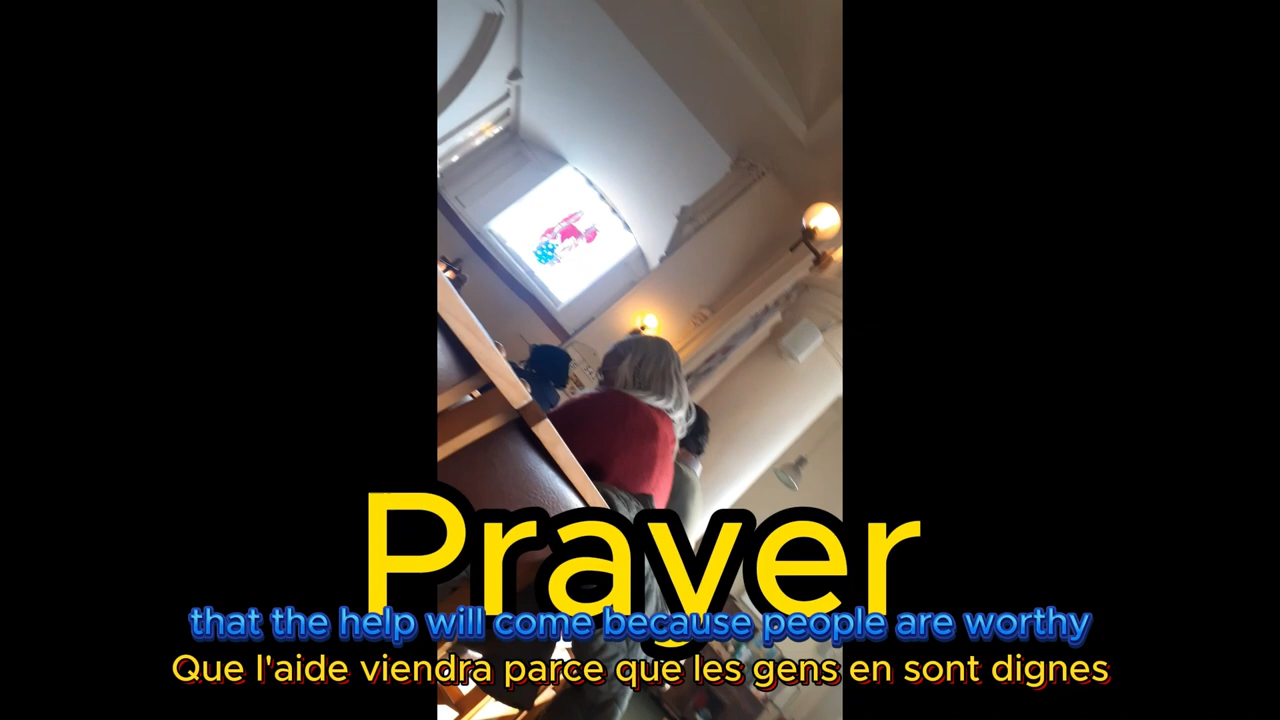 Prayer
that the help will come because people are worthy
Que l'aide viendra parce que les gens en sont dignes